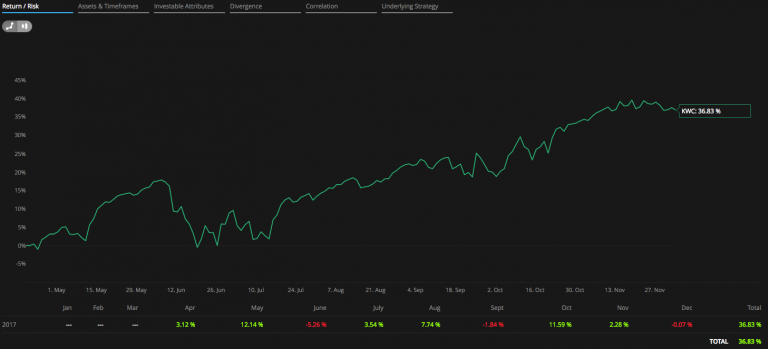 Return / Risk Assets & Timeframes Investable Attributes Divergence Correlation Underlying Strategy
45%
40%
KWC: 36.83 %
35%
30%
25%
20%
15%
10%
5%
0%
-5%
1. May 15. May 29. May 12. Jun 26. Jun 10. Jul 24. Jul 7. Aug 21. Aug 4. Sep 18. Sep 2. Oct 16. Oct 30. Oct 13. Nov 27. Nov
Jan Feb Mar Apr May June July Aug Sept Oct Nov Dec Total
2017 --- --- --- 3.12 % 12.14 % -5.26 % 3.54 % 7.74 % -1.84 % 11.59 % 2.28 % -0.07 % 36.83 %
TOTAL 36.83 %